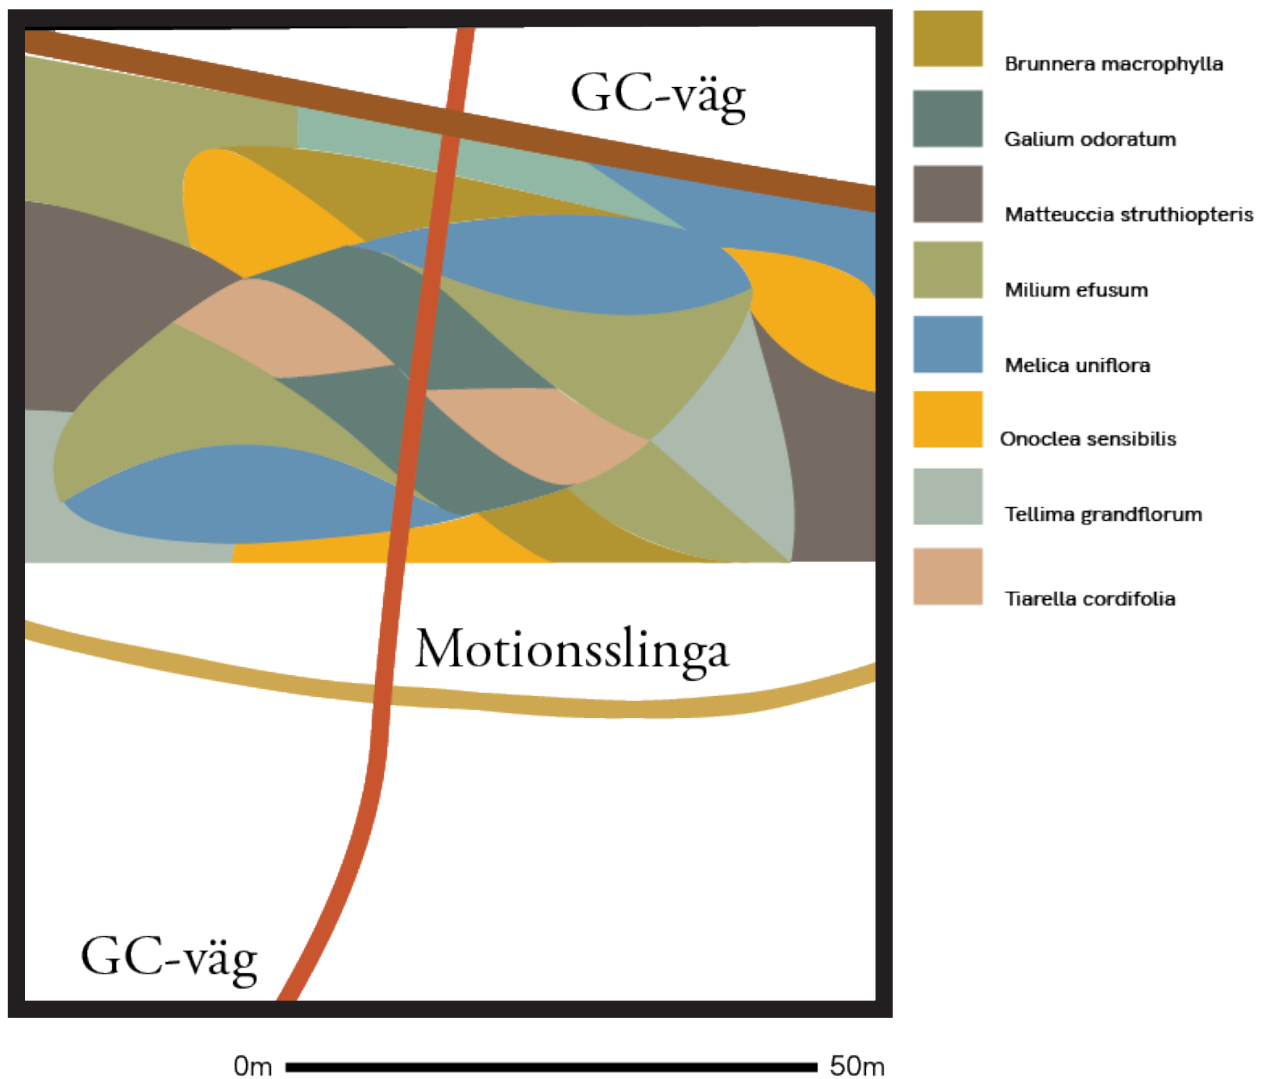 GC-väg
Brunnera macrophylla
Galium odoratum
Matteuccia struthiopteris
Milium efusum
Melica uniflora
Onoclea sensibilis
Tellima grandflorum
Tiarella cordifolia
Motionsslinga
GC-väg
0m
50m